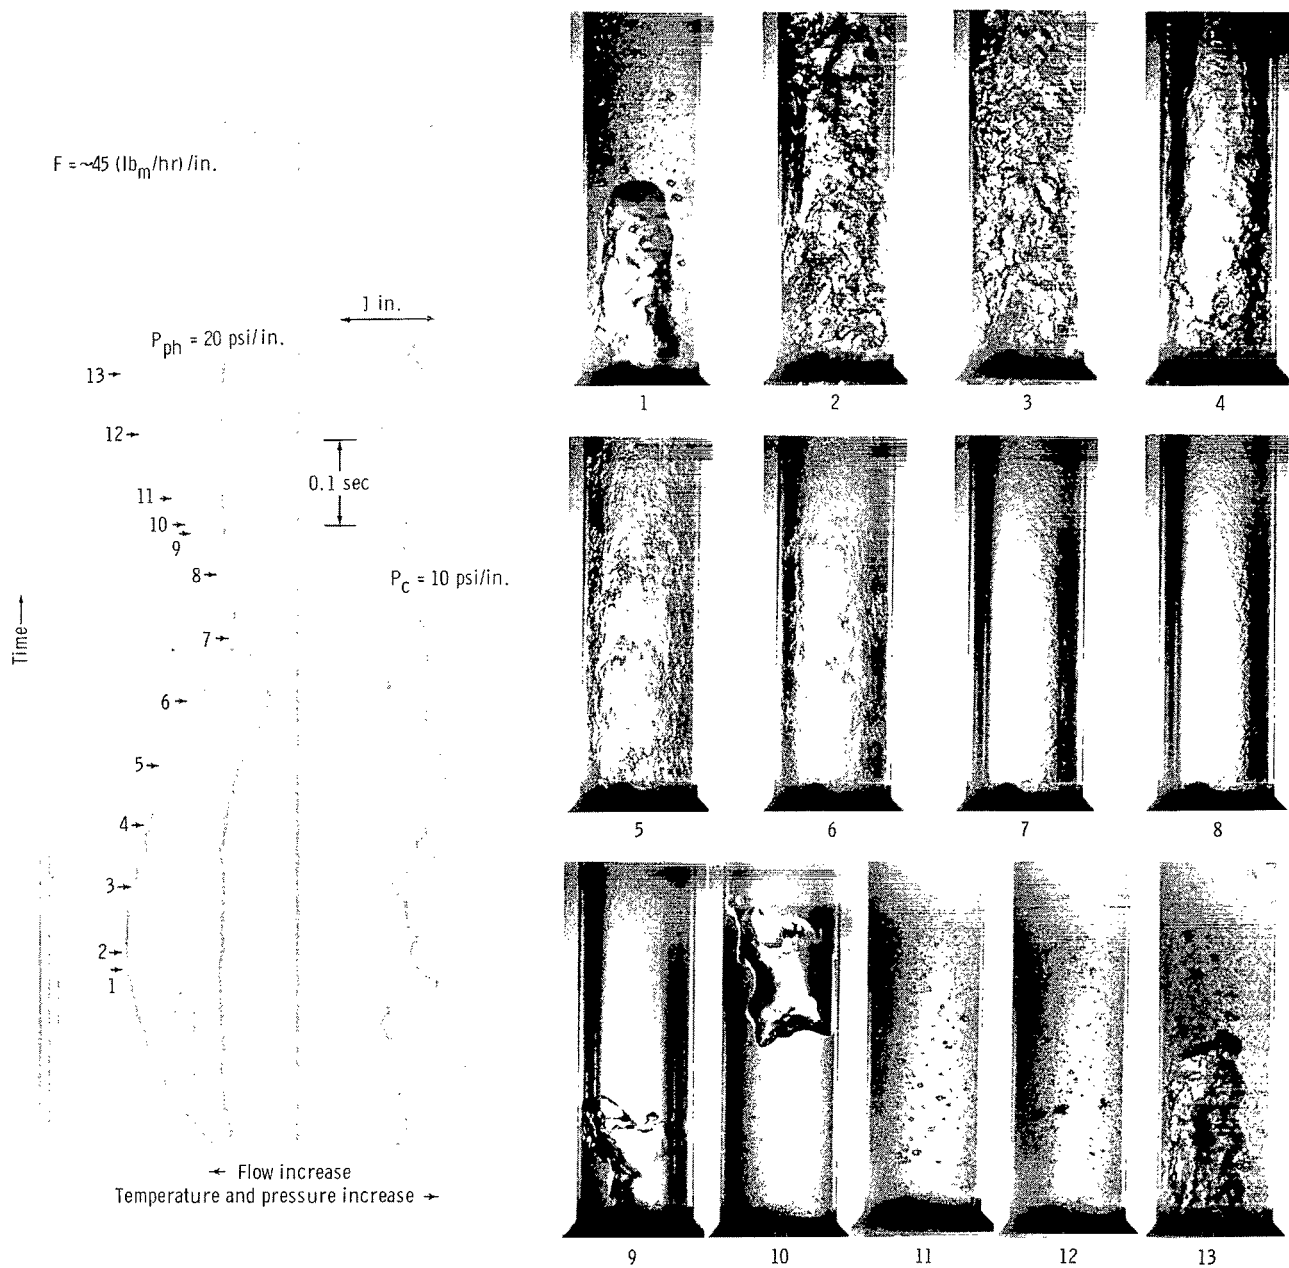 F = ~45 (lbm/hr)/in.
1 in.
Pph = 20 psi/in.
13
12
0.1 sec
11
10
9
8
Pc = 10 psi/in.
7
6
5
4
3
2
1
Time
Flow increase
Temperature and pressure increase
1 2 3 4
5 6 7 8
9 10 11 12 13